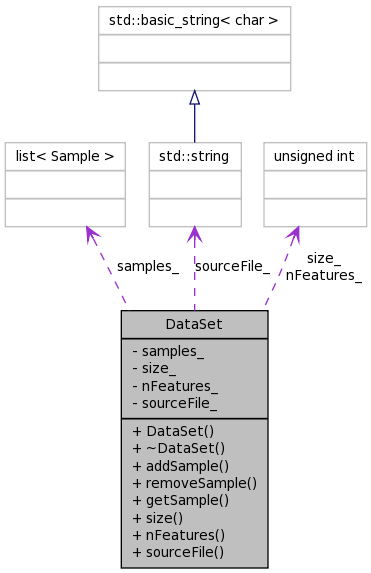 std::basic_string< char >
list< Sample >
std::string
unsigned int
samples_
sourceFile_
size_
nFeatures_
DataSet
- samples_
- size_
- nFeatures_
- sourceFile_
+ DataSet()
+ ~DataSet()
+ addSample()
+ removeSample()
+ getSample()
+ size()
+ nFeatures()
+ sourceFile()